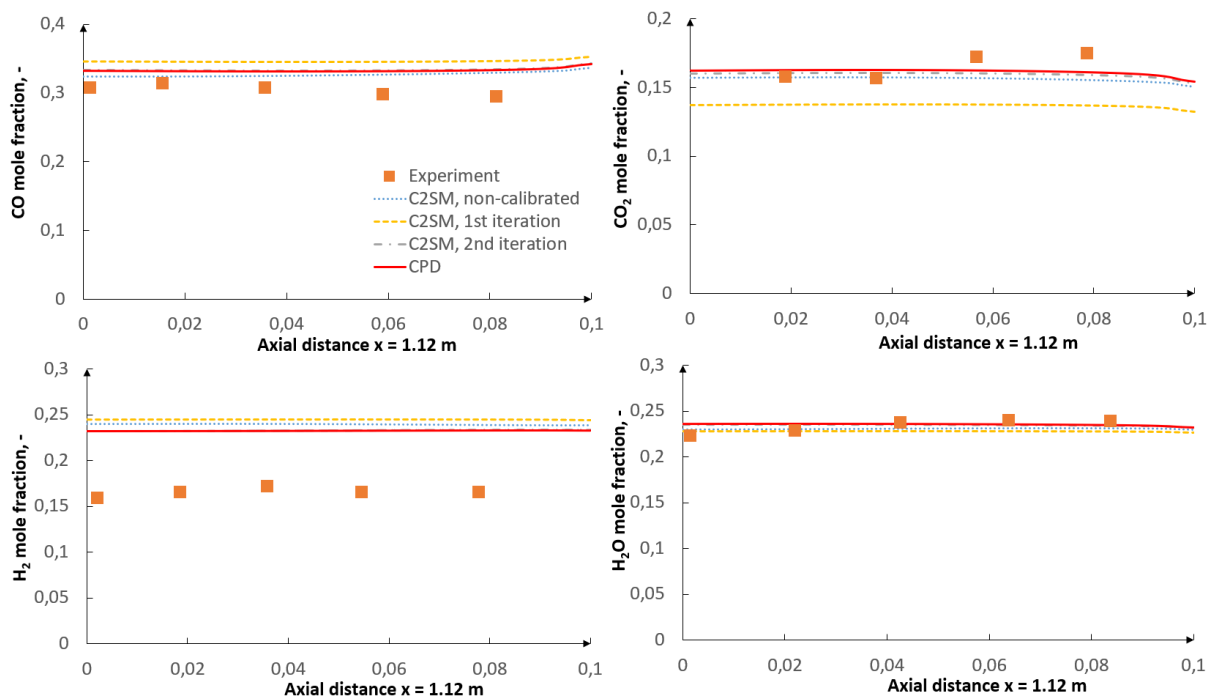 CO mole fraction, -
0,4
0,3
0,2
0,1
0
Experiment
C2SM, non-calibrated
C2SM, 1st iteration
C2SM, 2nd iteration
CPD
0 0,02 0,04 0,06 0,08 0,1
Axial distance x = 1.12 m
CO₂ mole fraction, -
0,2
0,15
0,1
0,05
0
0 0,02 0,04 0,06 0,08 0,1
Axial distance x = 1.12 m
H₂ mole fraction, -
0,3
0,25
0,2
0,15
0,1
0,05
0
0 0,02 0,04 0,06 0,08 0,1
Axial distance x = 1.12 m
H₂O mole fraction, -
0,3
0,25
0,2
0,15
0,1
0,05
0
0 0,02 0,04 0,06 0,08 0,1
Axial distance x = 1.12 m